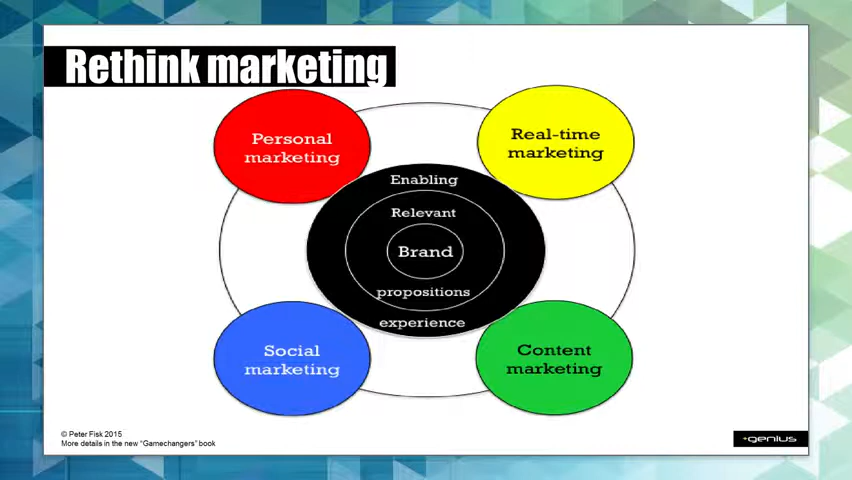 Rethink marketing
Personal
marketing
Real-time
marketing
Enabling
Relevant
Brand
propositions
experience
Social
marketing
Content
marketing
© Peter Fisk 2015
More details in the new "Gamechangers" book
+genius